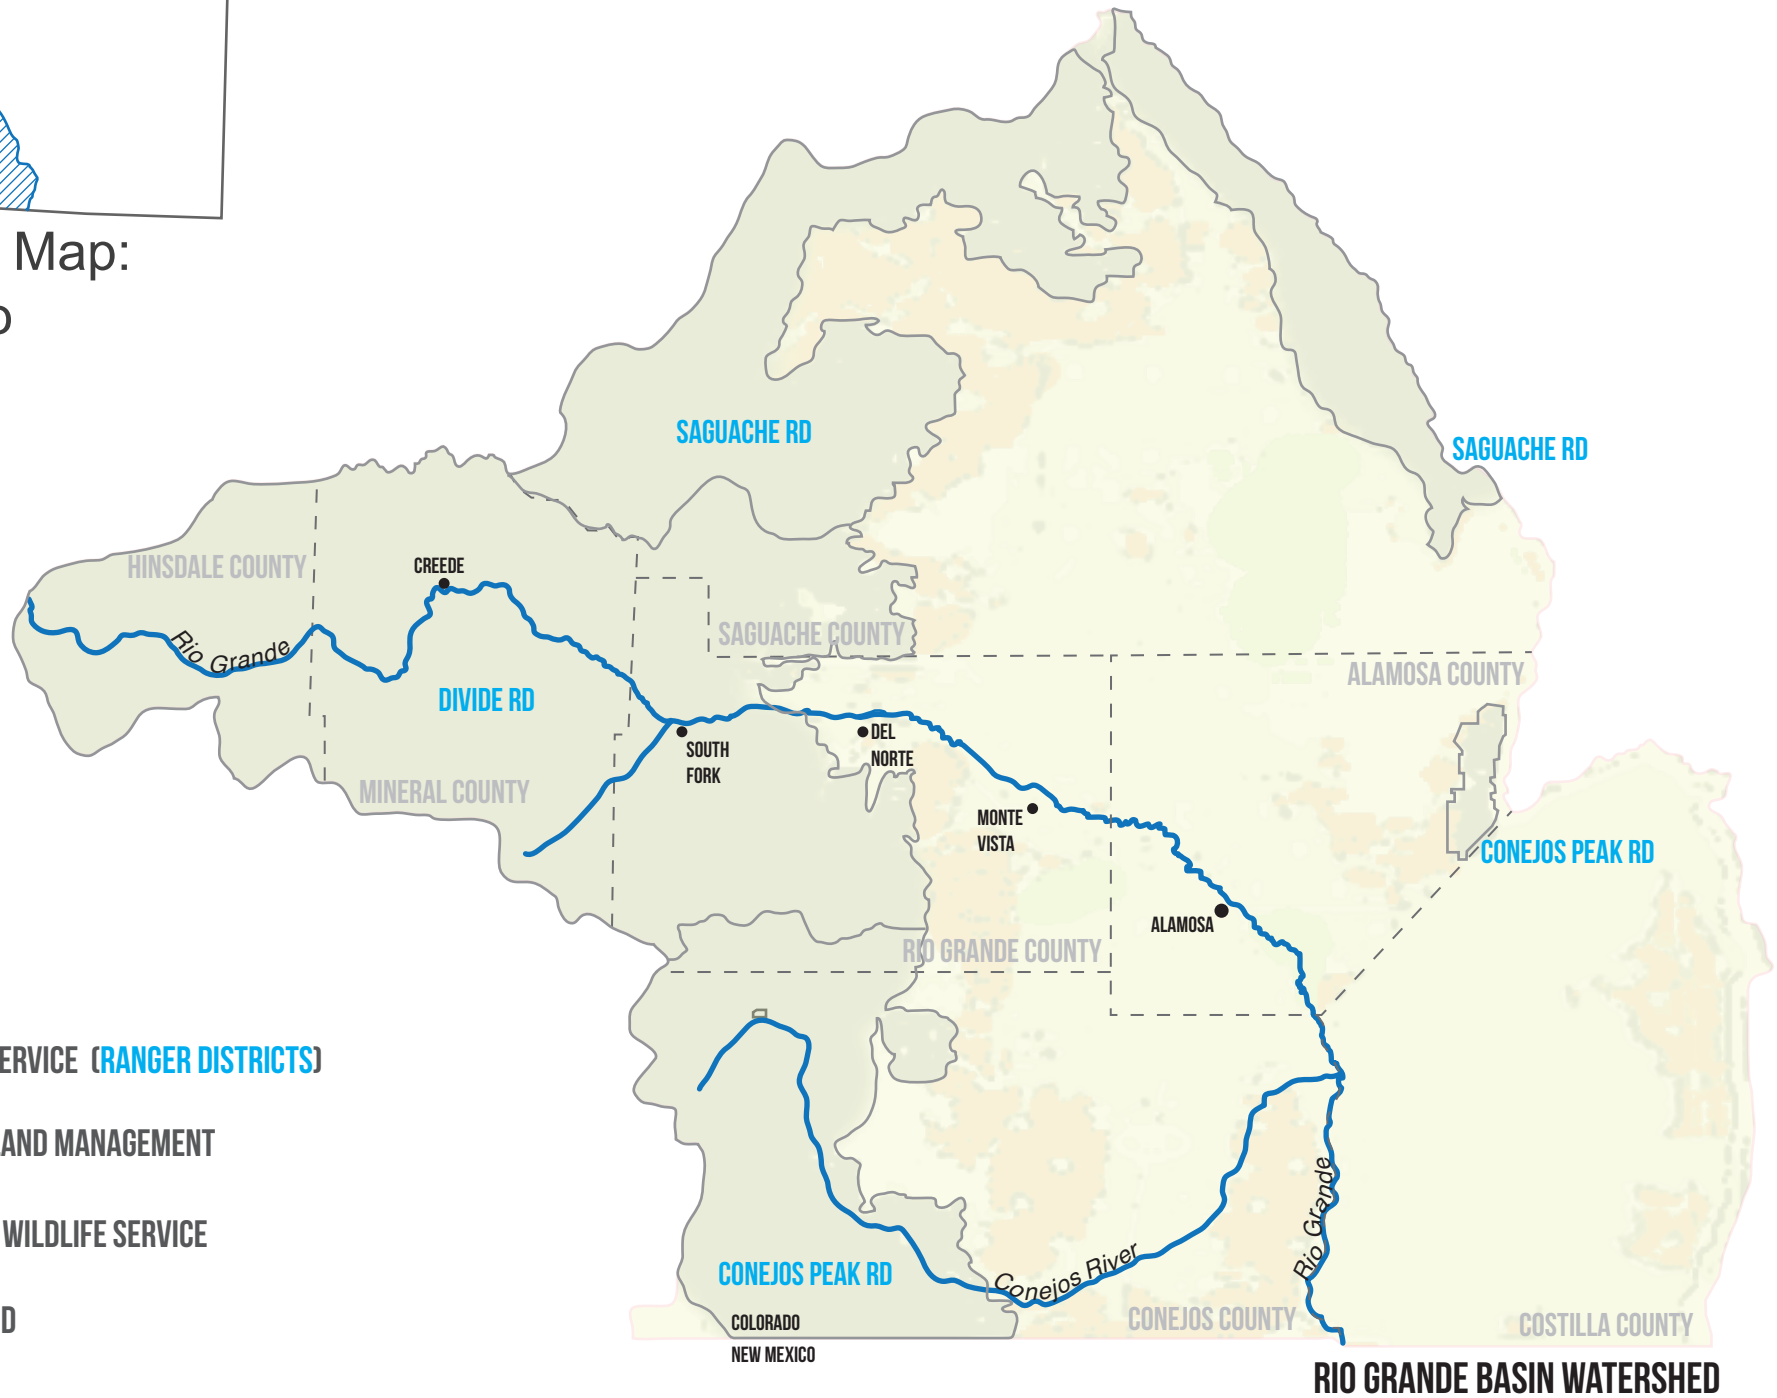 Map:
SAGUACHE RD
SAGUACHE RD
HINSDALE COUNTY
CREEDE
Rio Grande
SAGUACHE COUNTY
ALAMOSA COUNTY
DIVIDE RD
SOUTH
FORK
DEL
NORTE
MINERAL COUNTY
MONTE
VISTA
CONEJOS PEAK RD
ALAMOSA
RIO GRANDE COUNTY
(RANGER DISTRICTS)
MANAGEMENT
WILDLIFE SERVICE
Rio Grande
CONEJOS PEAK RD
Conejos River
COLORADO
NEW MEXICO
CONEJOS COUNTY
COSTILLA COUNTY
RIO GRANDE BASIN WATERSHED